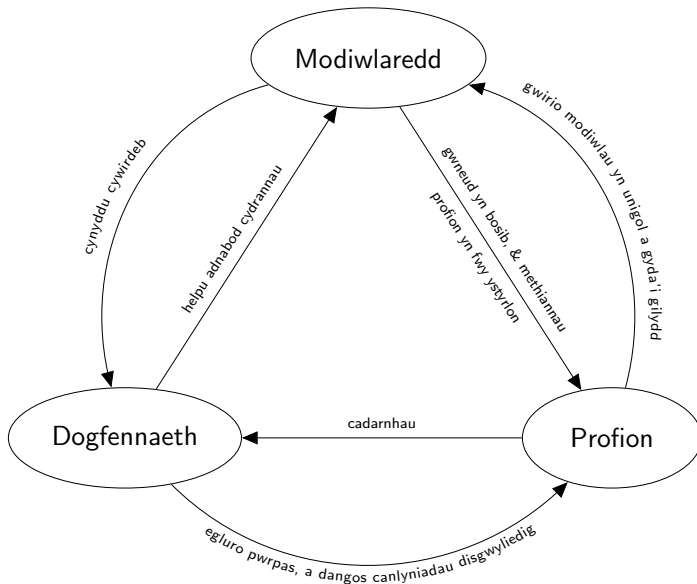 Modiwlaredd
cynyddu cywirdeb
helpu adnabod cydrannau
gwneud yn bosib, & methiannau
profion yn fwy ystyrlon
gwirio modiwlau yn unigol a gyda'i gilydd
Dogfennaeth
cadarnhau
Profion
egluro pwrpas, a dangos canlyniadau disgwyliedig